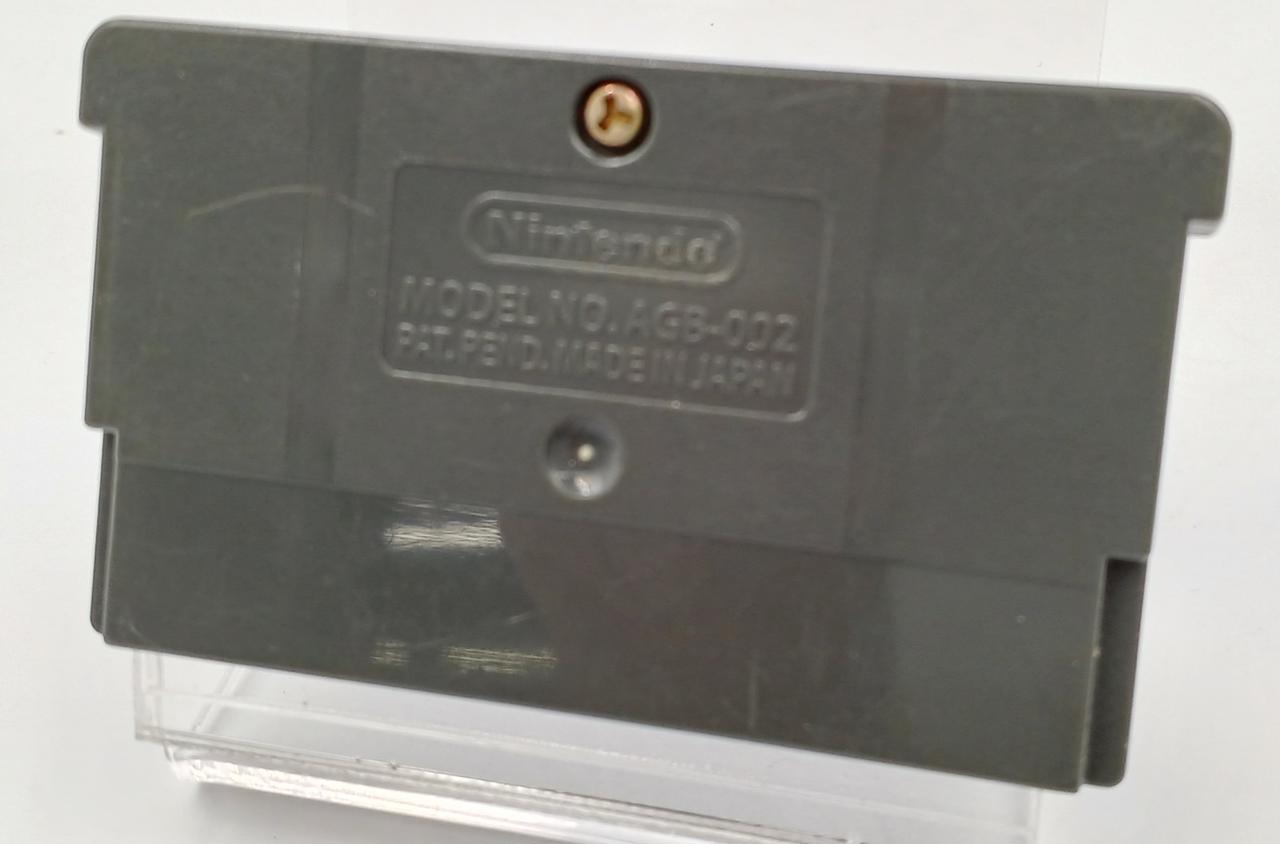 Nintendo
MODEL NO. AGB-002
PAT. PEND. MADE IN JAPAN